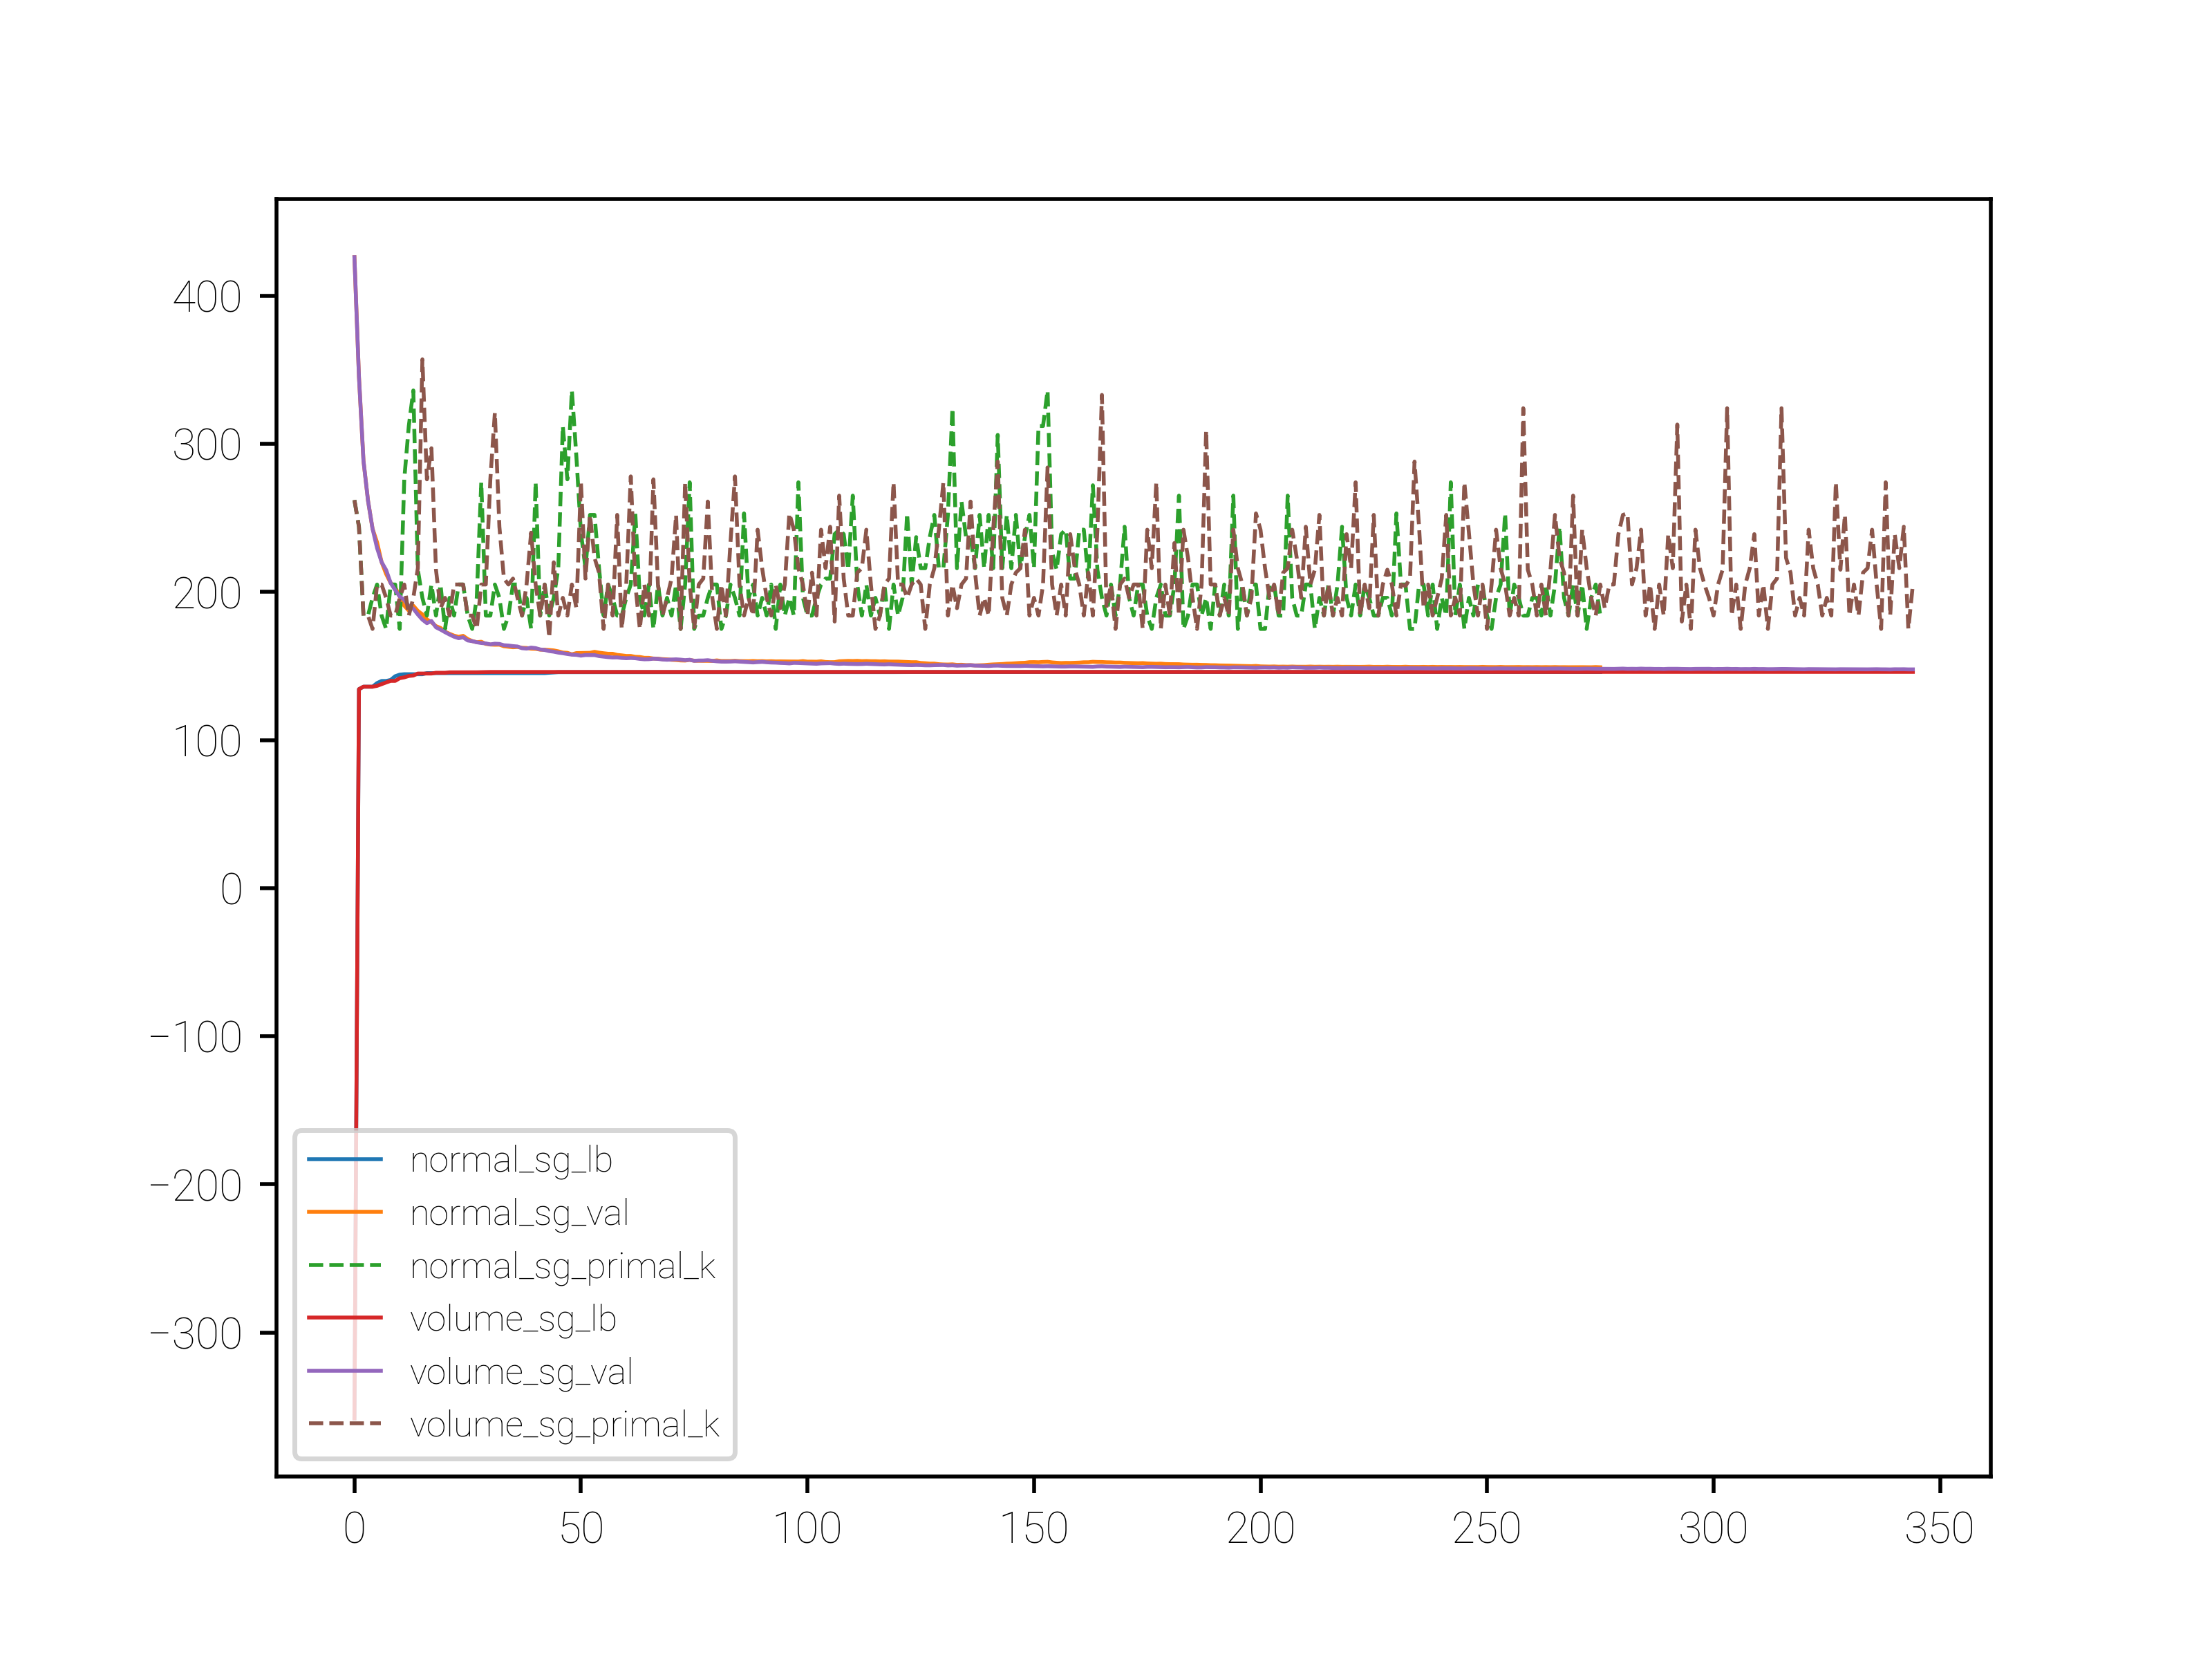 400
300
200
100
0
−100
−200
−300
normal_sg_lb
normal_sg_val
normal_sg_primal_k
volume_sg_lb
volume_sg_val
volume_sg_primal_k
0 50 100 150 200 250 300 350